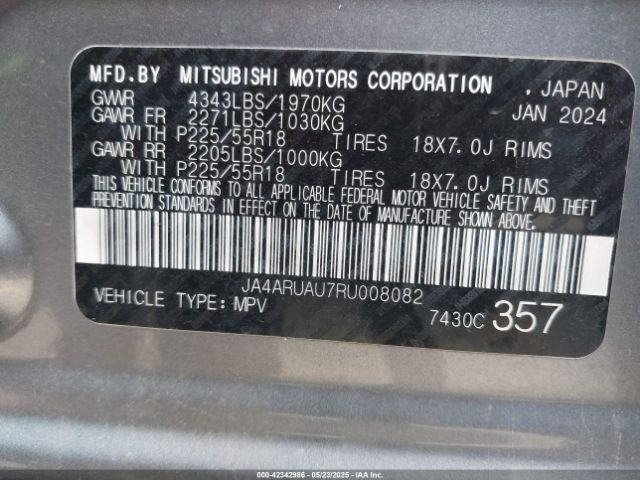 MFD.BY MITSUBISHI MOTORS CORPORATION , JAPAN
GWVR 4343LBS/1970KG JAN 2024
GAWR FR 2271LBS/1030KG
WITH P225/55R18 TIRES 18X7.0J RIMS
GAWR RR 2205LBS/1000KG
WITH P225/55R18 TIRES 18X7.0J RIMS
THIS VEHICLE CONFORMS TO ALL APPLICABLE FEDERAL MOTOR VEHICLE SAFETY AND THEFT
PREVENTION STANDARDS IN EFFECT ON THE DATE OF MANUFACTURE SHOWN ABOVE.
JA4ARUAU7RU008082
VEHICLE TYPE: MPV 7430C 357
000-42342986 - 05/23/2025 - IAA Inc.